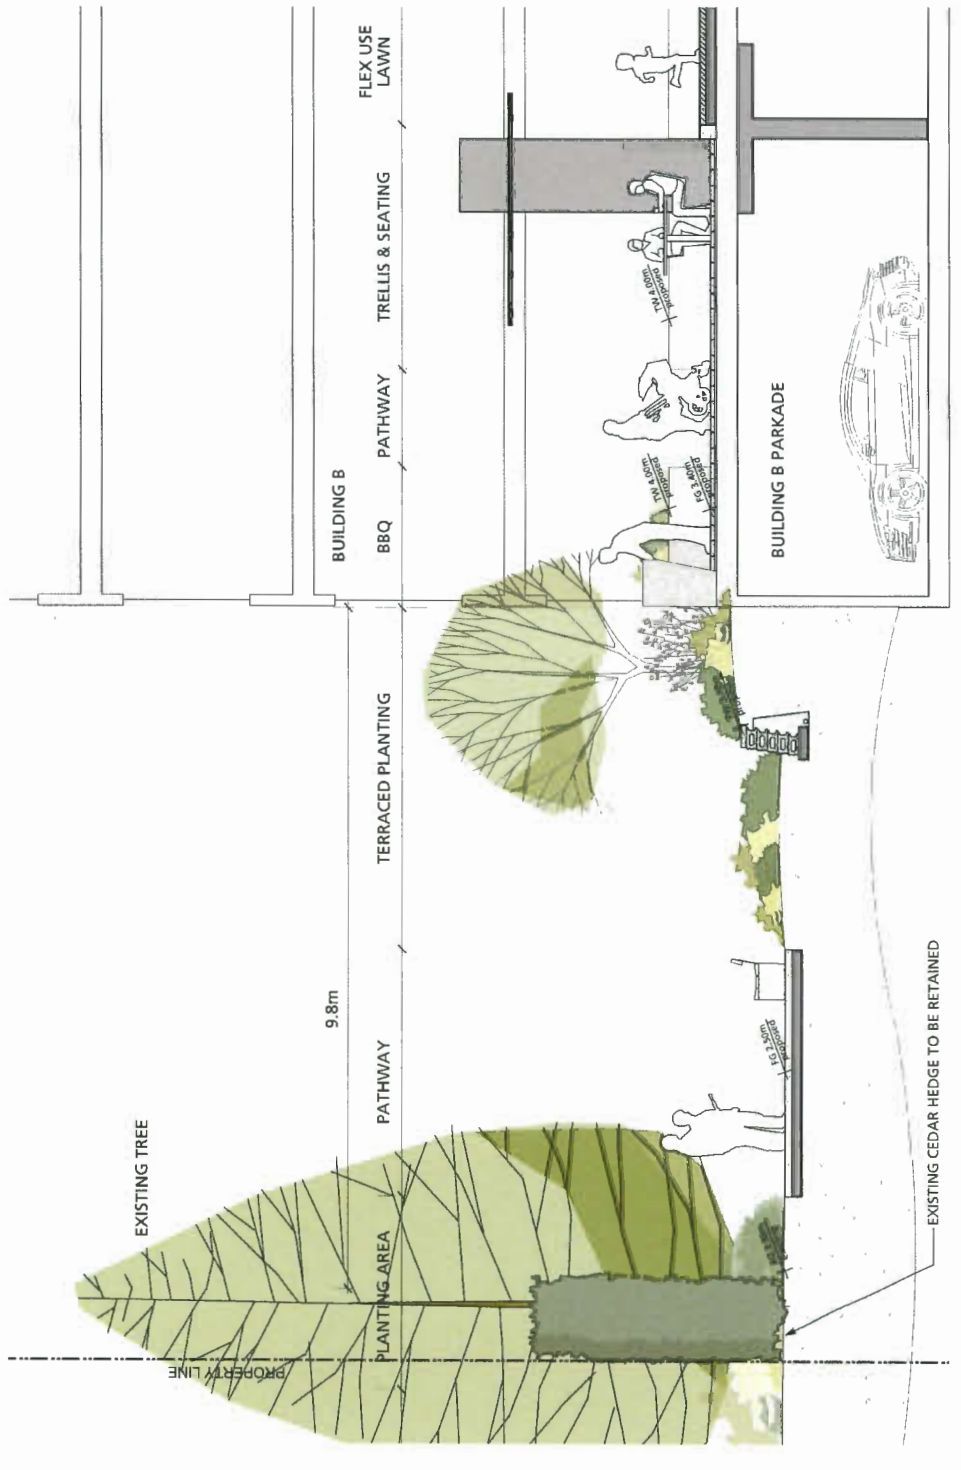 EXISTING TREE
PROPERTY LINE
9.8m
BUILDING B
PLANTING AREA
PATHWAY
TERRACED PLANTING
BBQ
PATHWAY
TRELLIS & SEATING
FLEX USE
LAWN
FG 2.50m
proposed
TW 4.00m
proposed
FG 3.40m
proposed
TW 4.00m
proposed
BUILDING B PARKADE
EXISTING CEDAR HEDGE TO BE RETAINED